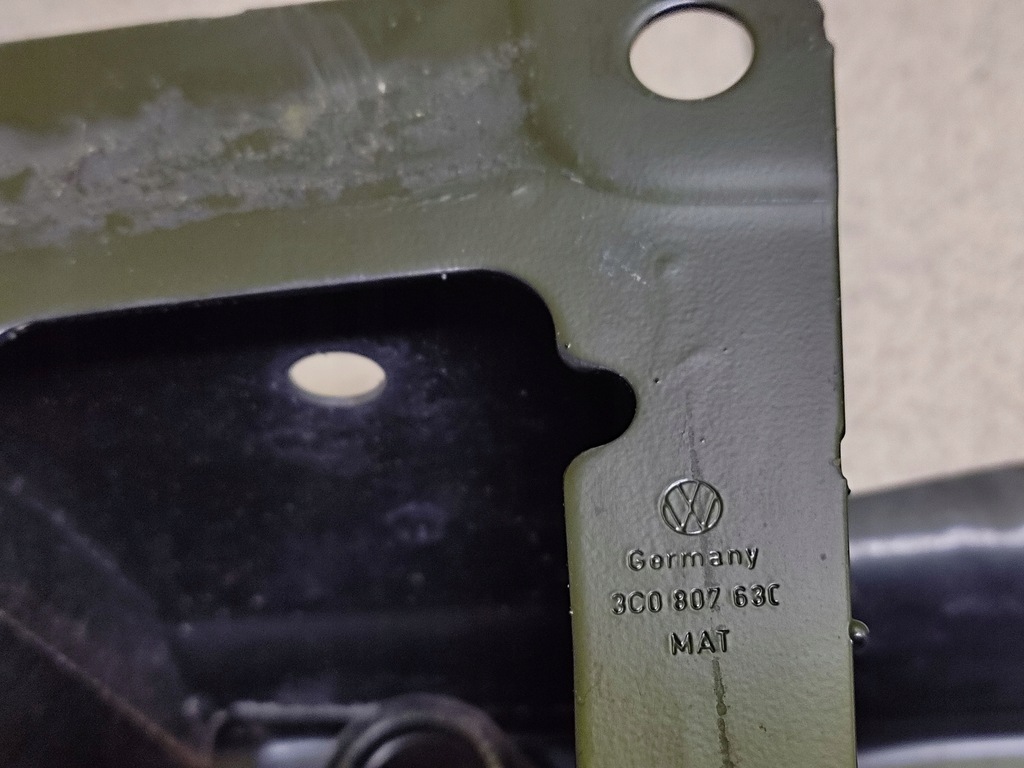 Germany
3C0 807 63C
MAT